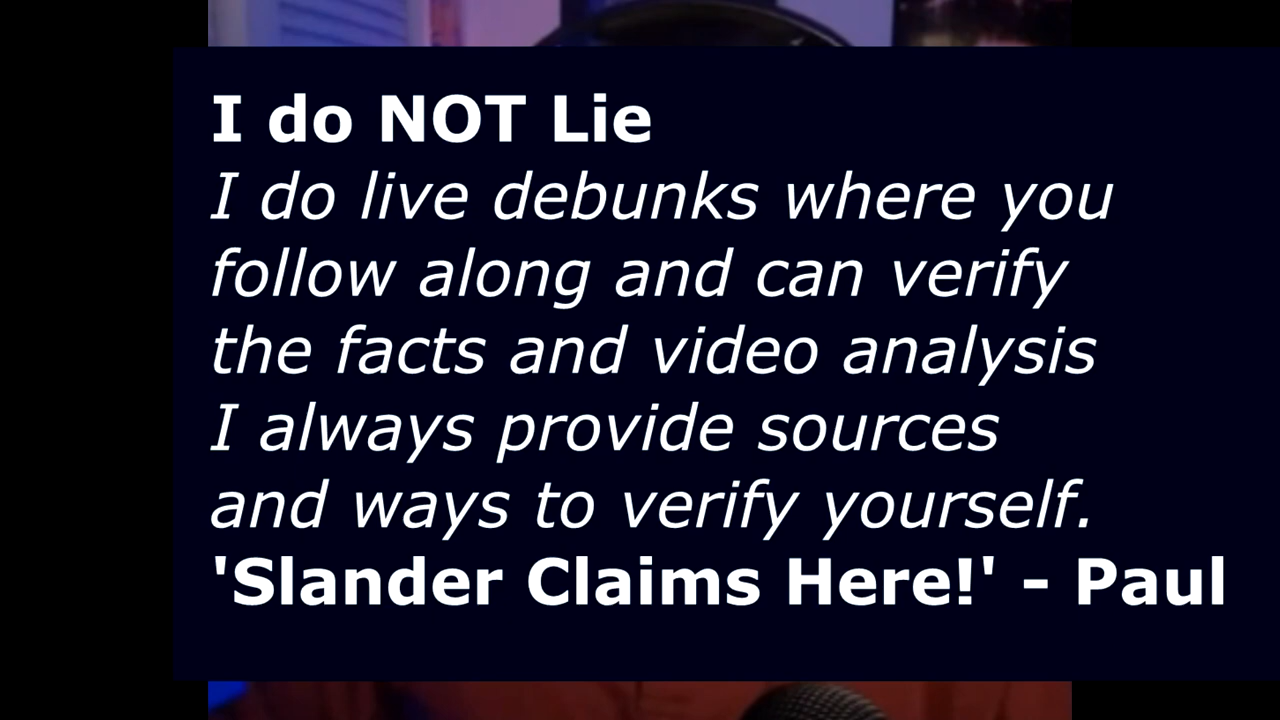 I do NOT Lie
I do live debunks where you
follow along and can verify
the facts and video analysis
I always provide sources
and ways to verify yourself.
'Slander Claims Here!' - Paul